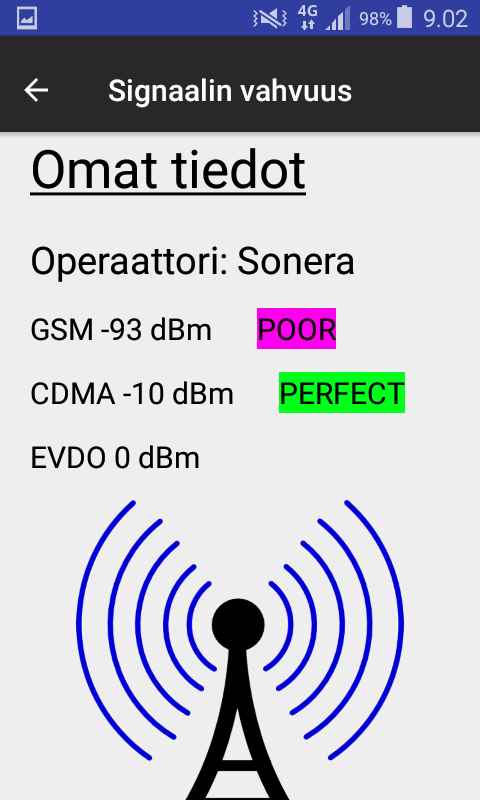 4G 98% 9.02
Signaalin vahvuus
Omat tiedot
Operaattori: Sonera
GSM -93 dBm POOR
CDMA -10 dBm PERFECT
EVDO 0 dBm